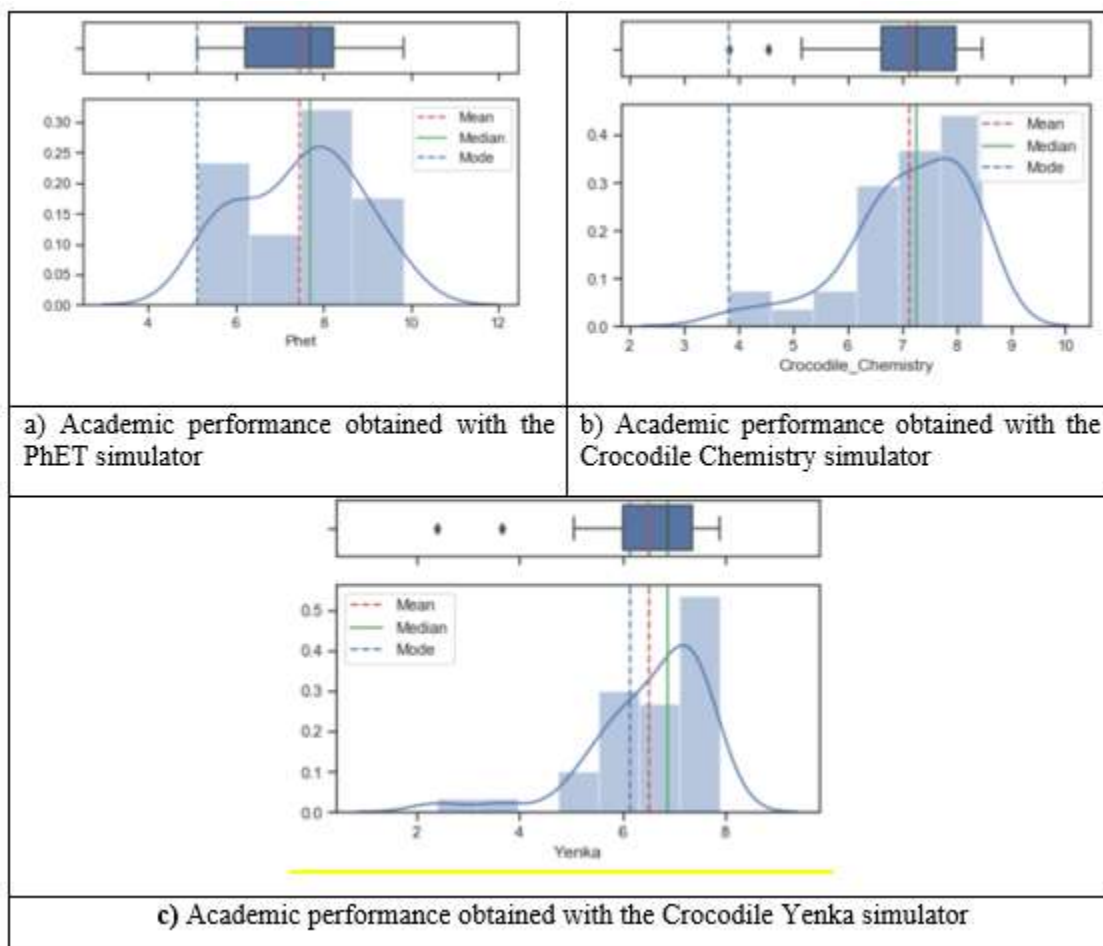 Mean
Median
Mode
0.30
0.25
0.20
0.15
0.10
0.05
0.00
4 6 8 10 12
Phet
Mean
Median
Mode
0.4
0.3
0.2
0.1
0.0
2 3 4 5 6 7 8 9 10
Crocodile_Chemistry
a) Academic performance obtained with the
PhET simulator
b) Academic performance obtained with the
Crocodile Chemistry simulator
Mean
Median
Mode
0.5
0.4
0.3
0.2
0.1
0.0
2 4 6 8
Yenka
c) Academic performance obtained with the Crocodile Yenka simulator